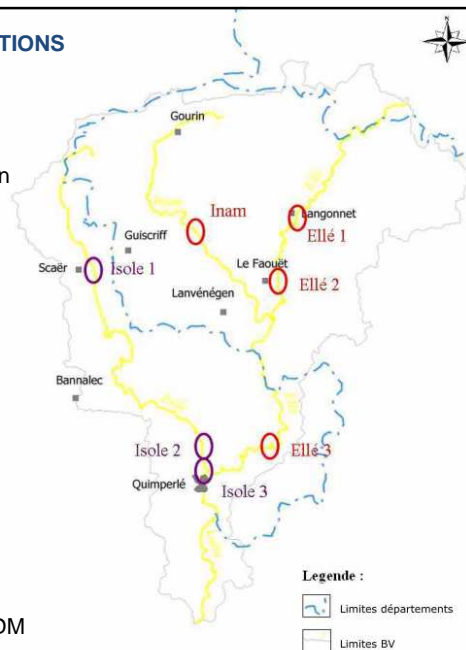 TIONS
Gourin
n
Inam
Langonnet
Ellé 1
Guiscriff
Scaër
Isole 1
Le Faouët
Ellé 2
Lanvénégen
Bannalec
Isole 2
Ellé 3
Quimperlé
Isole 3
Legende :
Limites départements
OM
Limites BV